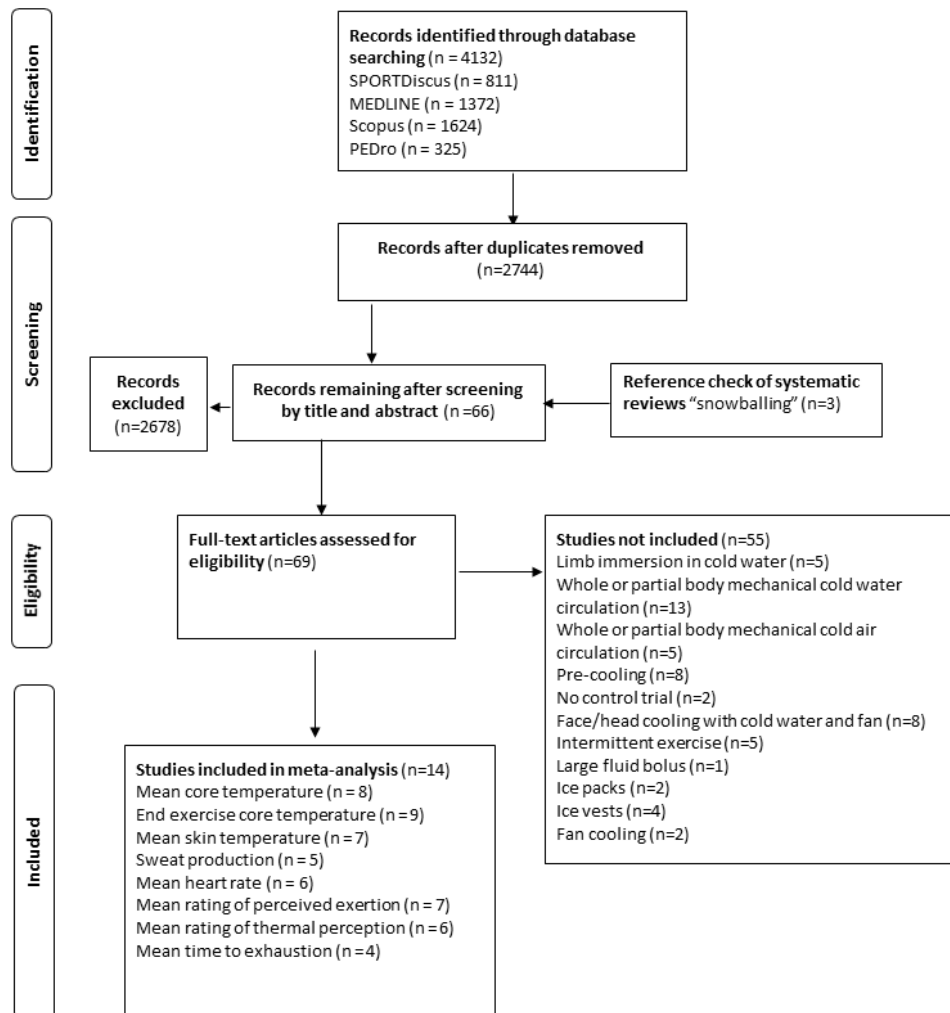 Identification
Records identified through database
searching (n = 4132)
SPORTDiscus (n = 811)
MEDLINE (n = 1372)
Scopus (n = 1624)
PEDro (n = 325)
Screening
Records after duplicates removed
(n=2744)
Records
excluded
(n=2678)
Records remaining after screening
by title and abstract (n =66)
Reference check of systematic
reviews “snowballing” (n=3)
Eligibility
Full-text articles assessed for
eligibility (n=69)
Studies not included (n=55)
Limb immersion in cold water (n=5)
Whole or partial body mechanical cold water
circulation (n=13)
Whole or partial body mechanical cold air
circulation (n=5)
Pre-cooling (n=8)
No control trial (n=2)
Face/head cooling with cold water and fan (n=8)
Intermittent exercise (n=5)
Large fluid bolus (n=1)
Ice packs (n=2)
Ice vests (n=4)
Fan cooling (n=2)
Included
Studies included in meta-analysis (n=14)
Mean core temperature (n = 8)
End exercise core temperature (n = 9)
Mean skin temperature (n = 7)
Sweat production (n = 5)
Mean heart rate (n = 6)
Mean rating of perceived exertion (n = 7)
Mean rating of thermal perception (n = 6)
Mean time to exhaustion (n = 4)